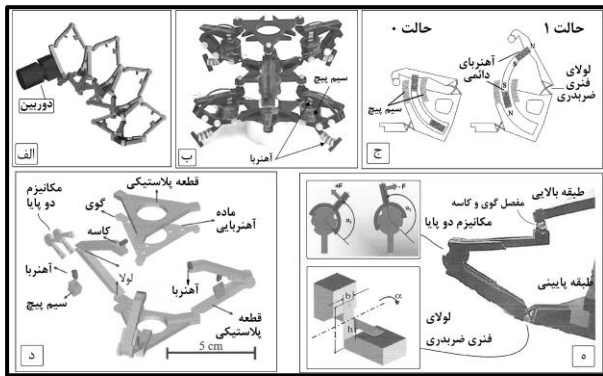 دوربین
الف
سیم پیچ
آهنربا
ب
حالت ۰
حالت ۱
آهنربای
دائمی
سیم پیچ
لولای
فنری
ضربدری
N
S
S
N
ج
مکانیزم
دو پایا
قطعه پلاستیکی
گوی
کاسه
ماده
آهنربایی
آهنربا
سیم پیچ
لولا
آهنربا
قطعه
پلاستیکی
5 cm
د
طبقه بالایی
مفصل گوی و کاسه
مکانیزم دو پایا
طبقه پایینی
لولای
فنری ضربدری
F
F
b
h
l
α
ه